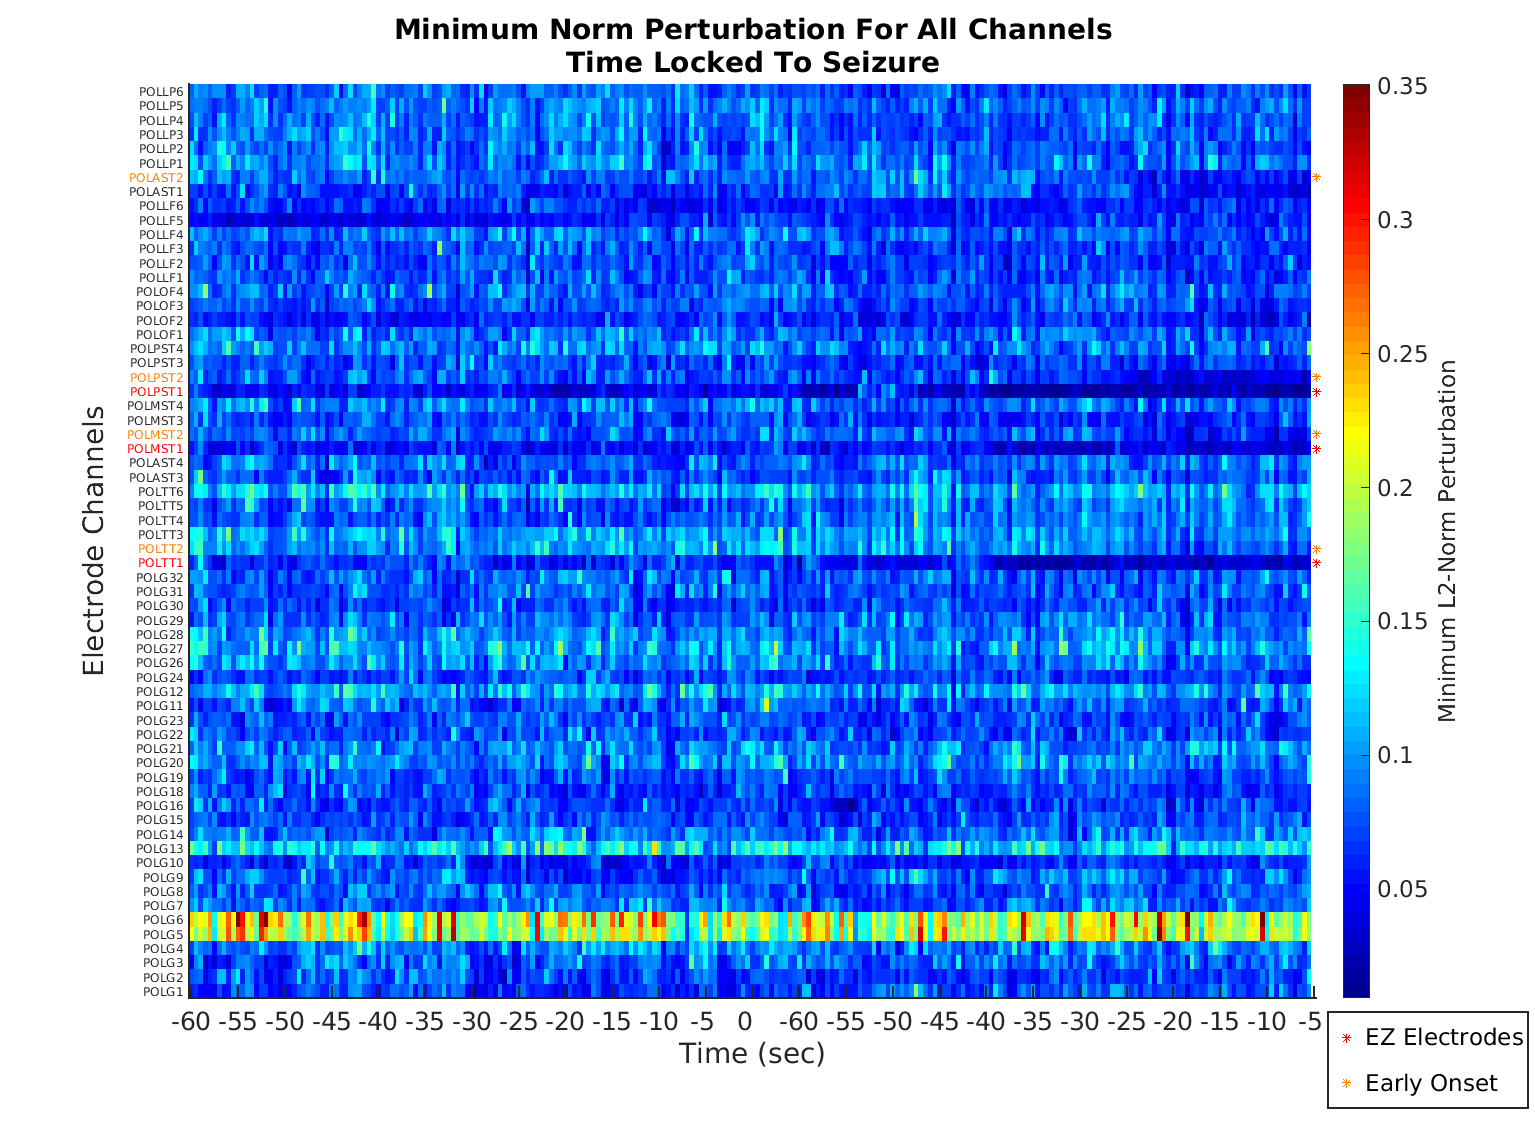 Minimum Norm Perturbation For All Channels
Time Locked To Seizure
Electrode Channels
POLLP6
POLLP5
POLLP4
POLLP3
POLLP2
POLLP1
POLAST2
POLAST1
POLLF6
POLLF5
POLLF4
POLLF3
POLLF2
POLLF1
POLOF4
POLOF3
POLOF2
POLOF1
POLPST4
POLPST3
POLPST2
POLPST1
POLMST4
POLMST3
POLMST2
POLMST1
POLAST4
POLAST3
POLTT6
POLTT5
POLTT4
POLTT3
POLTT2
POLTT1
POLG32
POLG31
POLG30
POLG29
POLG28
POLG27
POLG26
POLG24
POLG12
POLG11
POLG23
POLG22
POLG21
POLG20
POLG19
POLG18
POLG16
POLG15
POLG14
POLG13
POLG10
POLG9
POLG8
POLG7
POLG6
POLG5
POLG4
POLG3
POLG2
POLG1
-60 -55 -50 -45 -40 -35 -30 -25 -20 -15 -10 -5 0 -60 -55 -50 -45 -40 -35 -30 -25 -20 -15 -10 -5
Time (sec)
0.35
0.3
0.25
0.2
0.15
0.1
0.05
Minimum L2-Norm Perturbation
EZ Electrodes
Early Onset